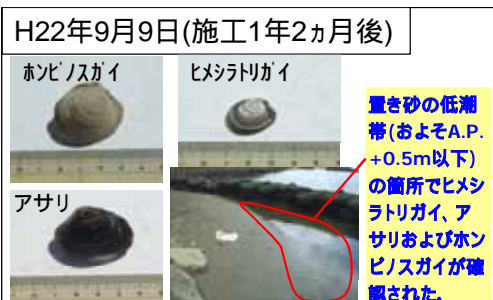 H22年9月9日(施工1年2ヵ月後)
ホンビノスガイ
ヒメシラトリガイ
アサリ
置き砂の低潮
帯(およそA.P.
+0.5m以下)
の箇所でヒメシ
ラトリガイ、ア
サリおよびホン
ビノスガイが確
認された。